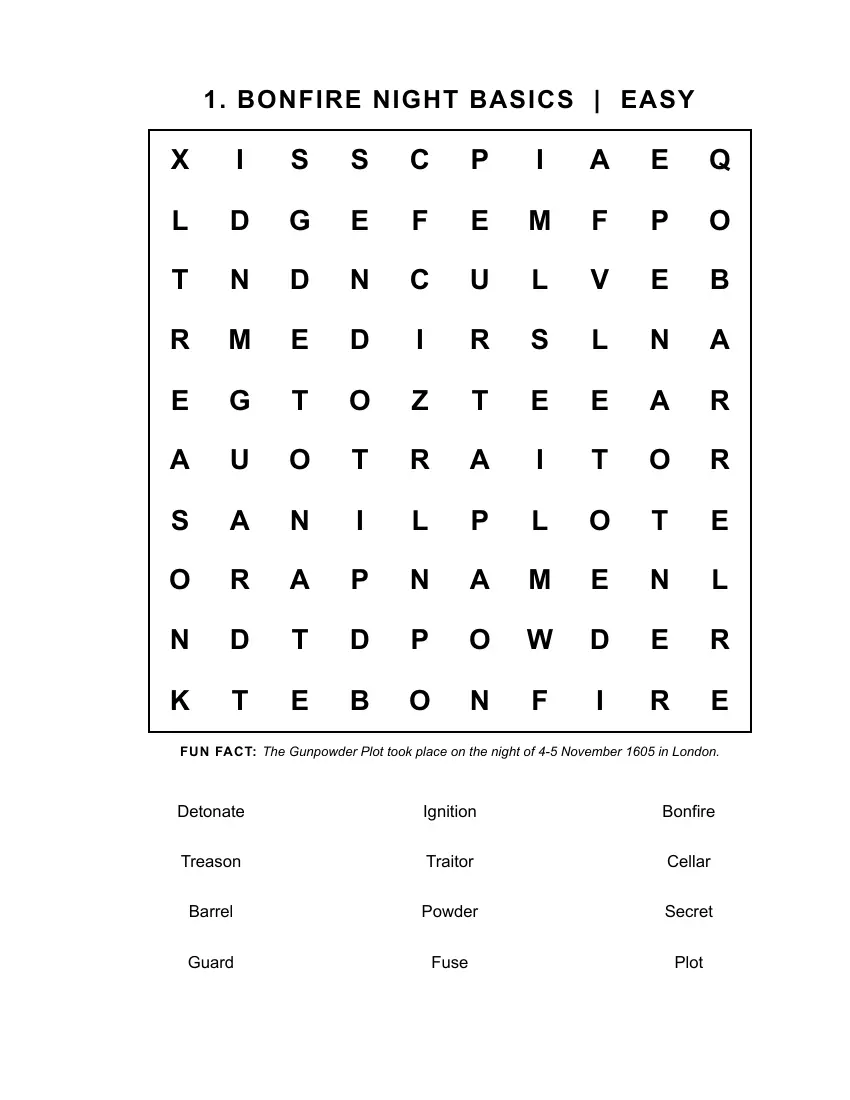 1. BONFIRE NIGHT BASICS | EASY
X I S S C P I A E Q
L D G E F E M F P O
T N D N C U L V E B
R M E D I R S L N A
E G T O Z T E E A R
A U O T R A I T O R
S A N I L P L O T E
O R A P N A M E N L
N D T D P O W D E R
K T E B O N F I R E
FUN FACT: The Gunpowder Plot took place on the night of 4-5 November 1605 in London.
Detonate Ignition Bonfire
Treason Traitor Cellar
Barrel Powder Secret
Guard Fuse Plot